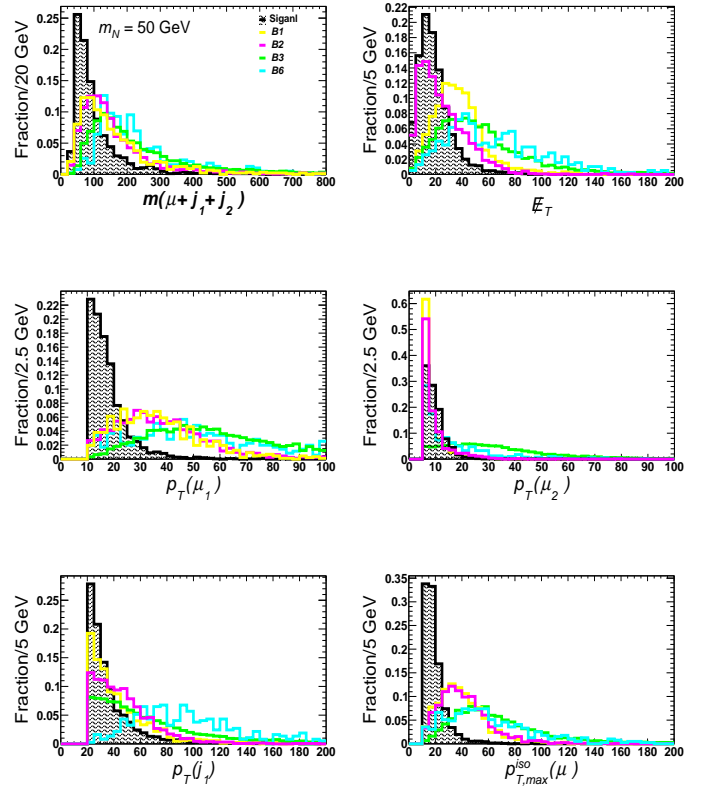 m_N = 50 GeV
Siganl
B1
B2
B3
B6
Fraction/20 GeV
0.25
0.2
0.15
0.1
0.05
0
0 100 200 300 400 500 600 700 800
m(μ+ j_1+ j_2)
Fraction/5 GeV
0.22
0.2
0.18
0.16
0.14
0.12
0.1
0.08
0.06
0.04
0.02
0
0 20 40 60 80 100 120 140 160 180 200
E̸_T
Fraction/2.5 GeV
0.22
0.2
0.18
0.16
0.14
0.12
0.1
0.08
0.06
0.04
0.02
0
0 10 20 30 40 50 60 70 80 90 100
p_T(μ_1)
Fraction/2.5 GeV
0.6
0.5
0.4
0.3
0.2
0.1
0
0 10 20 30 40 50 60 70 80 90 100
p_T(μ_2)
Fraction/5 GeV
0.25
0.2
0.15
0.1
0.05
0
0 20 40 60 80 100 120 140 160 180 200
p_T(j_1)
Fraction/5 GeV
0.35
0.3
0.25
0.2
0.15
0.1
0.05
0
0 20 40 60 80 100 120 140 160 180 200
p^{iso}_{T,max}(μ)